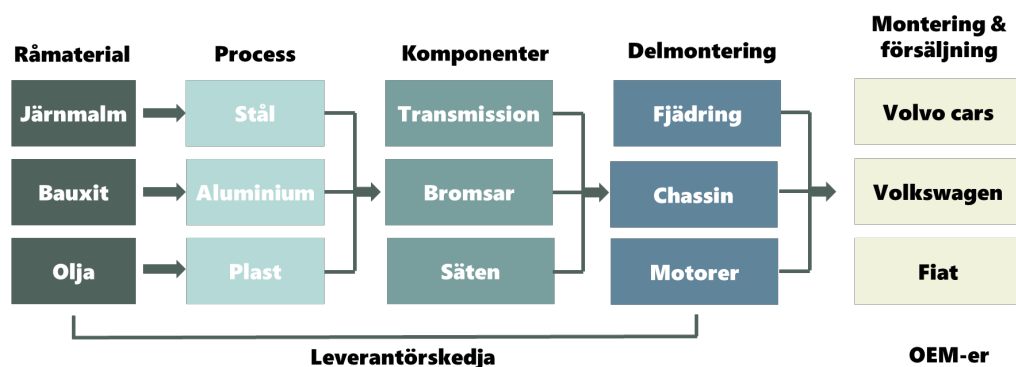 Råmaterial
Process
Komponenter
Delmontering
Montering &
försäljning
Järnmalm
Stål
Transmission
Fjädring
Volvo cars
Bauxit
Aluminium
Bromsar
Chassin
Volkswagen
Olja
Plast
Säten
Motorer
Fiat
Leverantörskedja
OEM-er